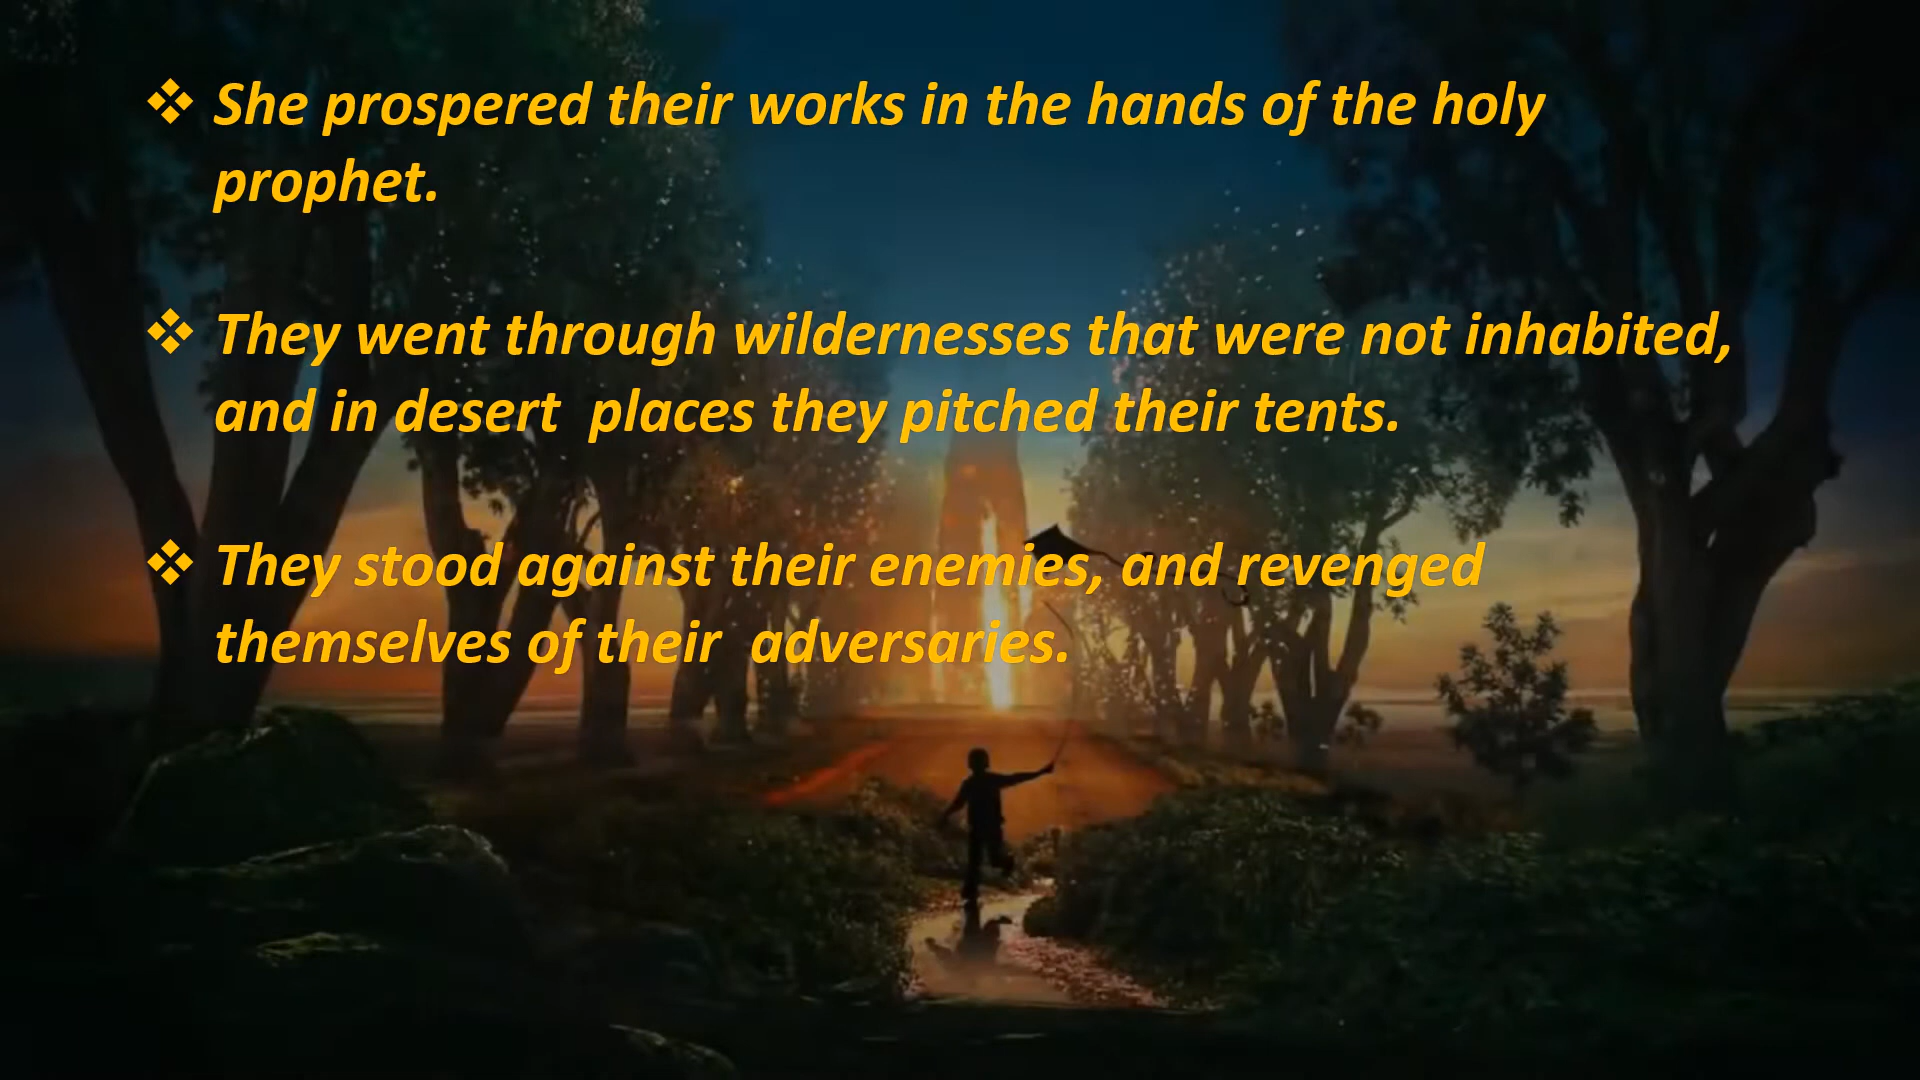 ❖ She prospered their works in the hands of the holy
prophet.
❖ They went through wildernesses that were not inhabited,
and in desert  places they pitched their tents.
❖ They stood against their enemies, and revenged
themselves of their  adversaries.